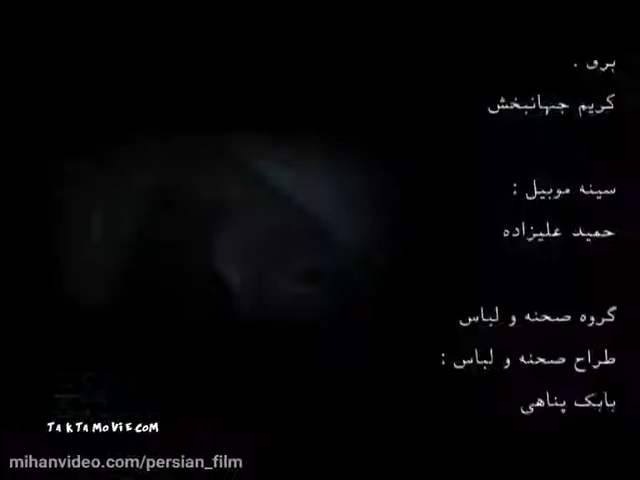 برق :
کریم جهانبخش
سینه موبیل :
حمید علیزاده
گروه صحنه و لباس
طراح صحنه و لباس :
بابک پناهی
TAKTAMOVIE.COM
mihanvideo.com/persian_film